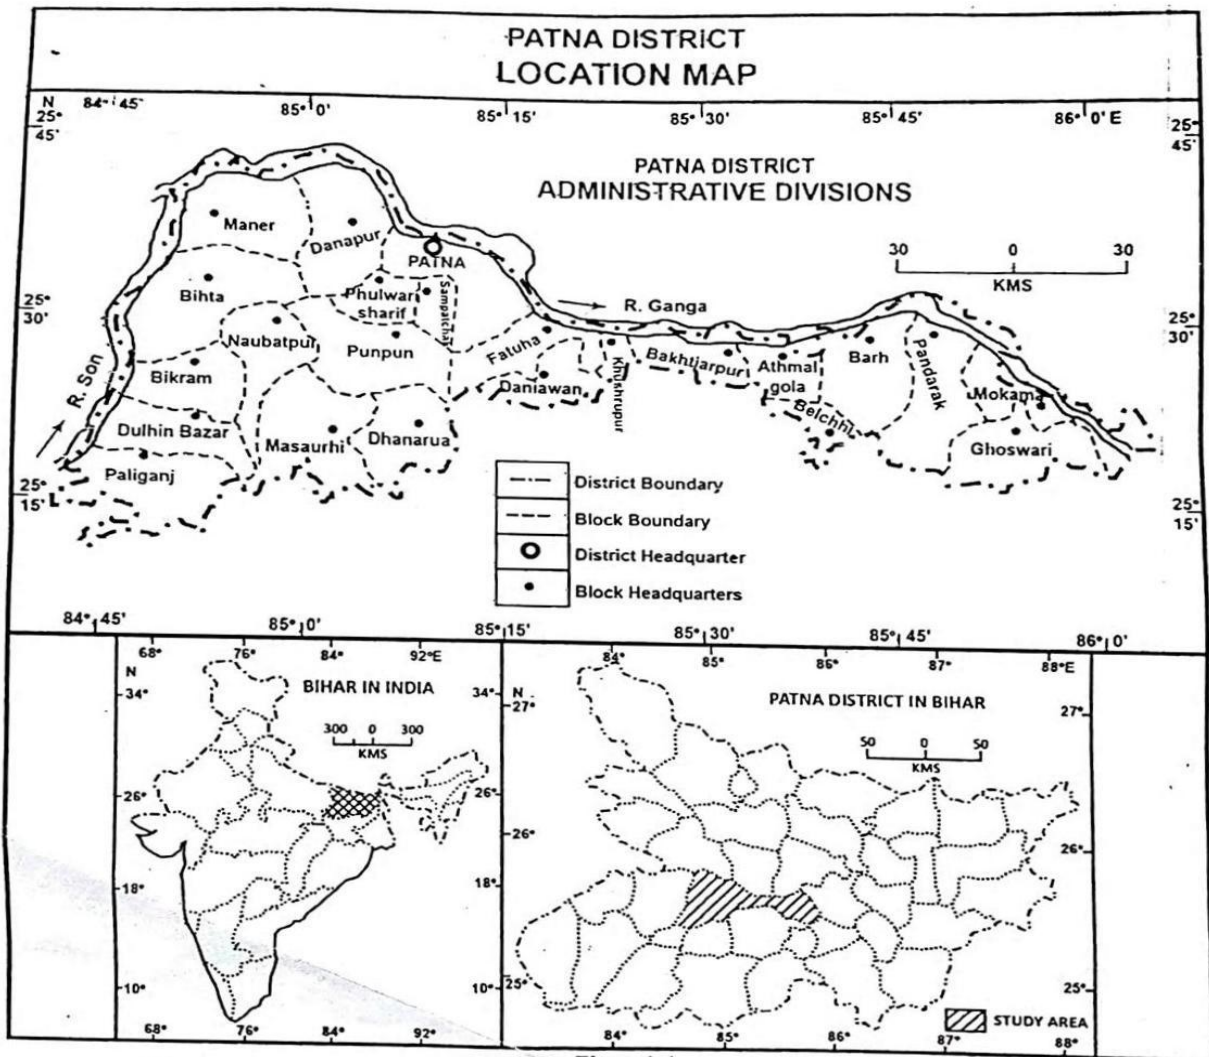 PATNA DISTRICT
LOCATION MAP
N 84° 45' 85° 0' 85° 15' 85° 30' 85° 45' 86° 0' E
25° 45'
25° 45'
PATNA DISTRICT
ADMINISTRATIVE DIVISIONS
30 0 30
KMS
Maner
Danapur
PATNA
Bihta
Phulwari
sharif
Sampatchak
R. Ganga
25° 30'
25° 30'
Naubatpur
Punpun
Fatuha
Bakhtiarpur
Athmal
gola
Barh
Pandarak
R. Son
Bikram
Daniawan
Khushrupur
Belchhi
Mokama
Dulhin Bazar
Masaurhi
Dhanarua
Ghoswari
Paliganj
25° 15'
25° 15'
District Boundary
Block Boundary
District Headquarter
Block Headquarters
84° 45' 85° 0' 85° 15' 85° 30' 85° 45' 86° 0'
68° 76° 84° 92°E
N
34° 34°
BIHAR IN INDIA
300 0 300
KMS
26° 26°
18° 18°
10° 10°
68° 76° 84° 92°
84° 85° 86° 87° 88°E
N
27° 27°
PATNA DISTRICT IN BIHAR
50 0 50
KMS
26° 26°
25° 25°
STUDY AREA
84° 85° 86° 87° 88°